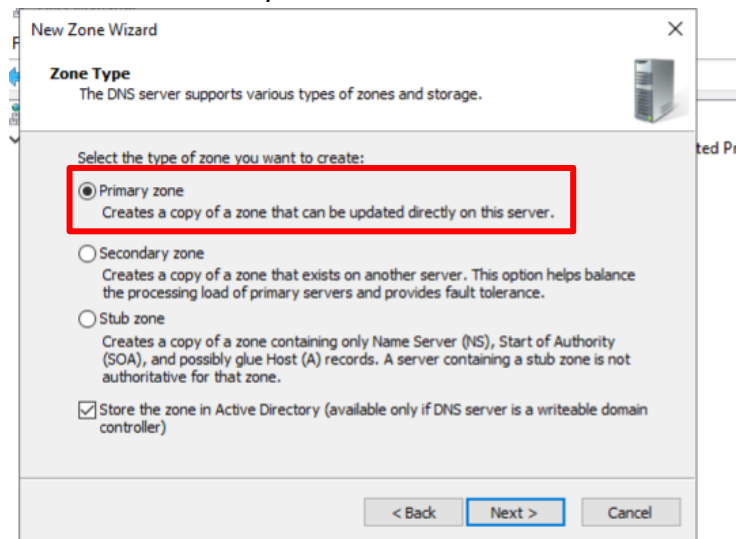 New Zone Wizard
Zone Type
The DNS server supports various types of zones and storage.
ted Pr
Select the type of zone you want to create:
Primary zone
Creates a copy of a zone that can be updated directly on this server.
Secondary zone
Creates a copy of a zone that exists on another server. This option helps balance
the processing load of primary servers and provides fault tolerance.
Stub zone
Creates a copy of a zone containing only Name Server (NS), Start of Authority
(SOA), and possibly glue Host (A) records. A server containing a stub zone is not
authoritative for that zone.
Store the zone in Active Directory (available only if DNS server is a writeable domain
controller)
< Back Next > Cancel